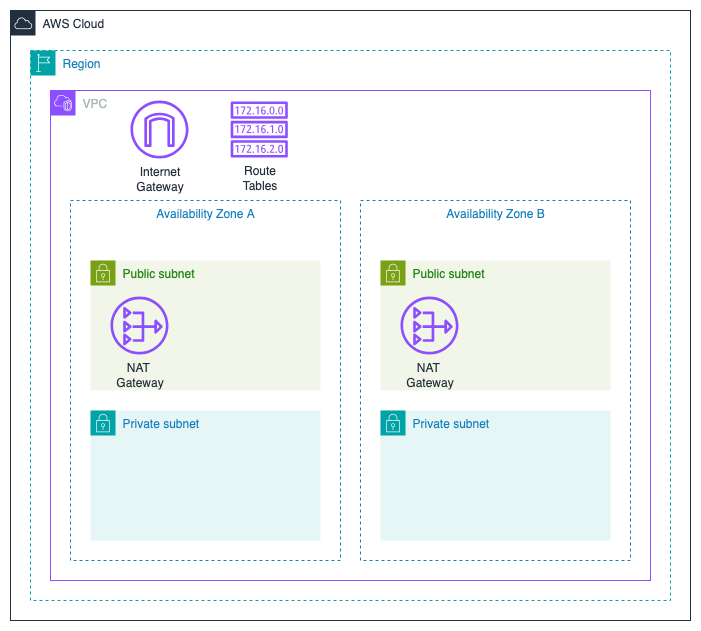 AWS Cloud
Region
VPC
172.16.0.0
172.16.1.0
172.16.2.0
Internet
Gateway
Route
Tables
Availability Zone A
Availability Zone B
Public subnet
Public subnet
NAT
Gateway
NAT
Gateway
Private subnet
Private subnet